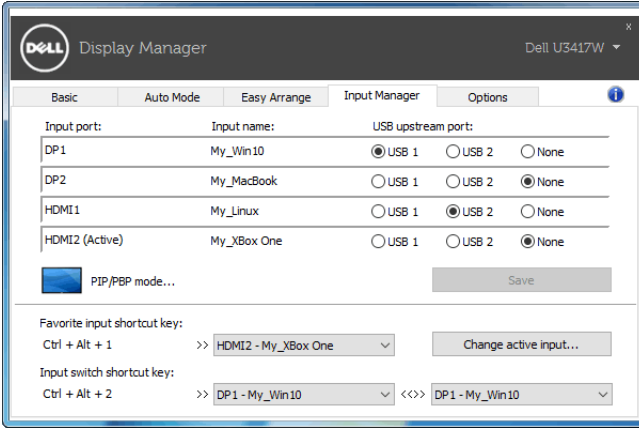 DELL Display Manager Dell U3417W
x
Basic Auto Mode Easy Arrange Input Manager Options i
Input port: Input name: USB upstream port:
DP1 My_Win10 USB 1 USB 2 None
DP2 My_MacBook USB 1 USB 2 None
HDMI1 My_Linux USB 1 USB 2 None
HDMI2 (Active) My_XBox One USB 1 USB 2 None
PIP/PBP mode... Save
Favorite input shortcut key:
Ctrl + Alt + 1 >> HDMI2 - My_XBox One Change active input...
Input switch shortcut key:
Ctrl + Alt + 2 >> DP1 - My_Win10 <<>> DP1 - My_Win10